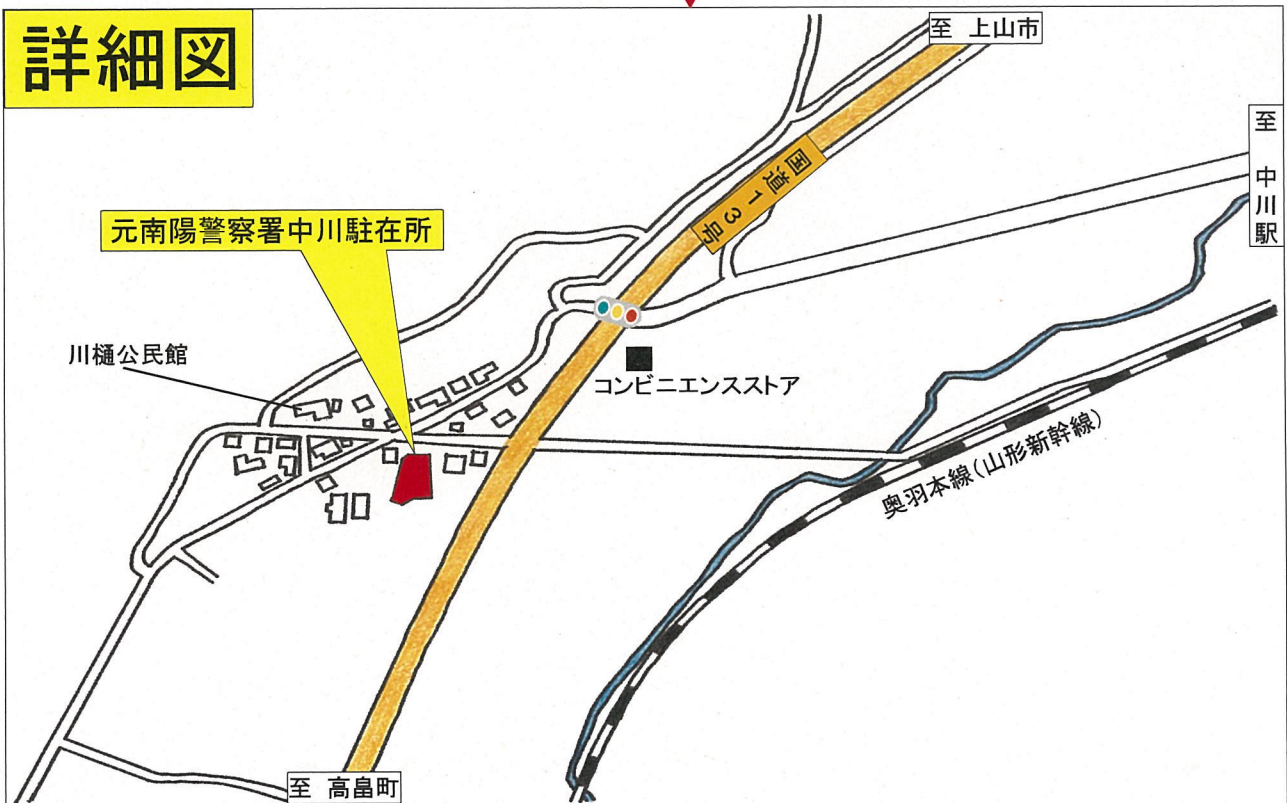 詳細図
至 上山市
至 中川駅
国道13号
元南陽警察署中川駐在所
川樋公民館
コンビニエンスストア
奥羽本線(山形新幹線)
至 高畠町